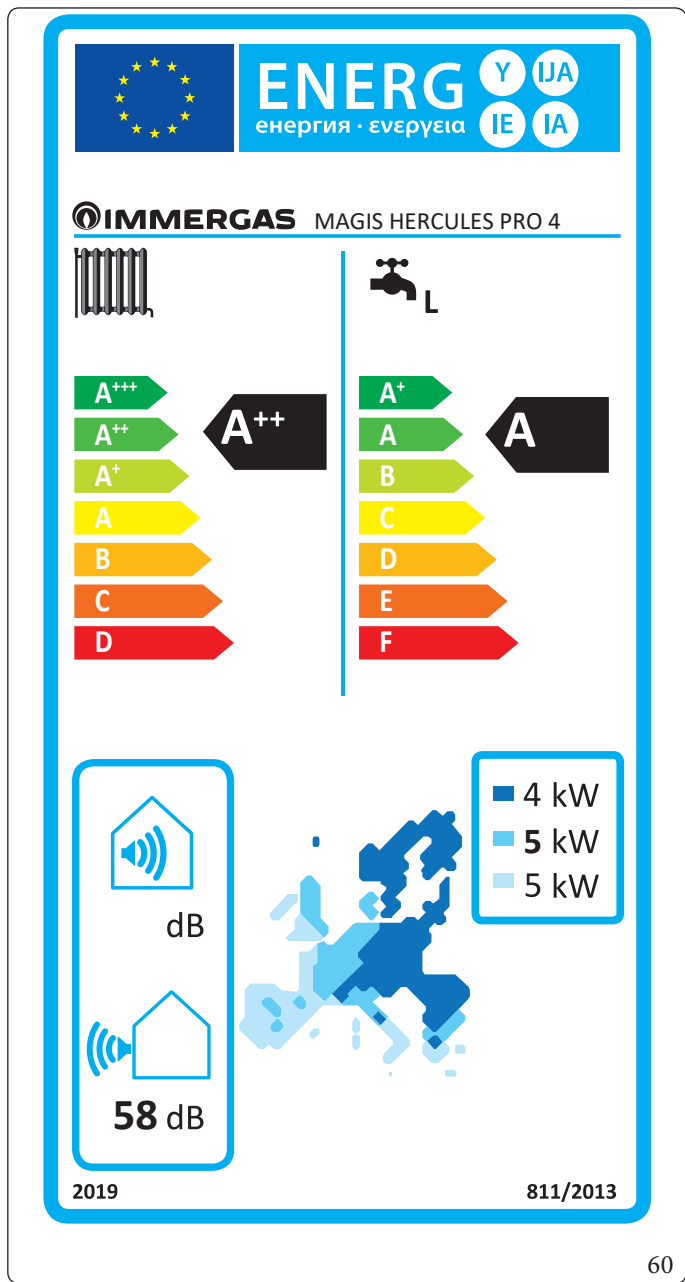 ENERG Y IJA
енергия · ενεργεια IE IA
IMMERGAS MAGIS HERCULES PRO 4
L
A+++
A++
A+
A
B
C
D
A++
A+
A
B
C
D
E
F
A
dB
58 dB
4 kW
5 kW
5 kW
2019 811/2013
60